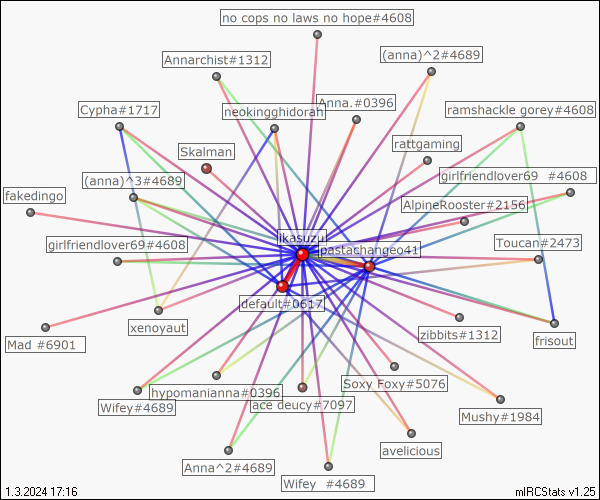 no cops no laws no hope#4608
(anna)^2#4689
Annarchist#1312
Anna.#0396
Cypha#1717
neokingghidorah
ramshackle gorey#4608
rattgaming
Skalman
(anna)^3#4689
girlfriendlover69 #4608
fakedingo
AlpineRooster#2156
ikasuzu
girlfriendlover69#4608
pastachangeo41
Toucan#2473
default#0617
xenoyaut
zibbits#1312
frisout
Mad #6901
Soxy Foxy#5076
hypomanianna#0396
Wifey#4689
ace deucy#7097
Mushy#1984
avelicious
Anna^2#4689
Wifey #4689
1.3.2024 17:16
mIRCStats v1.25